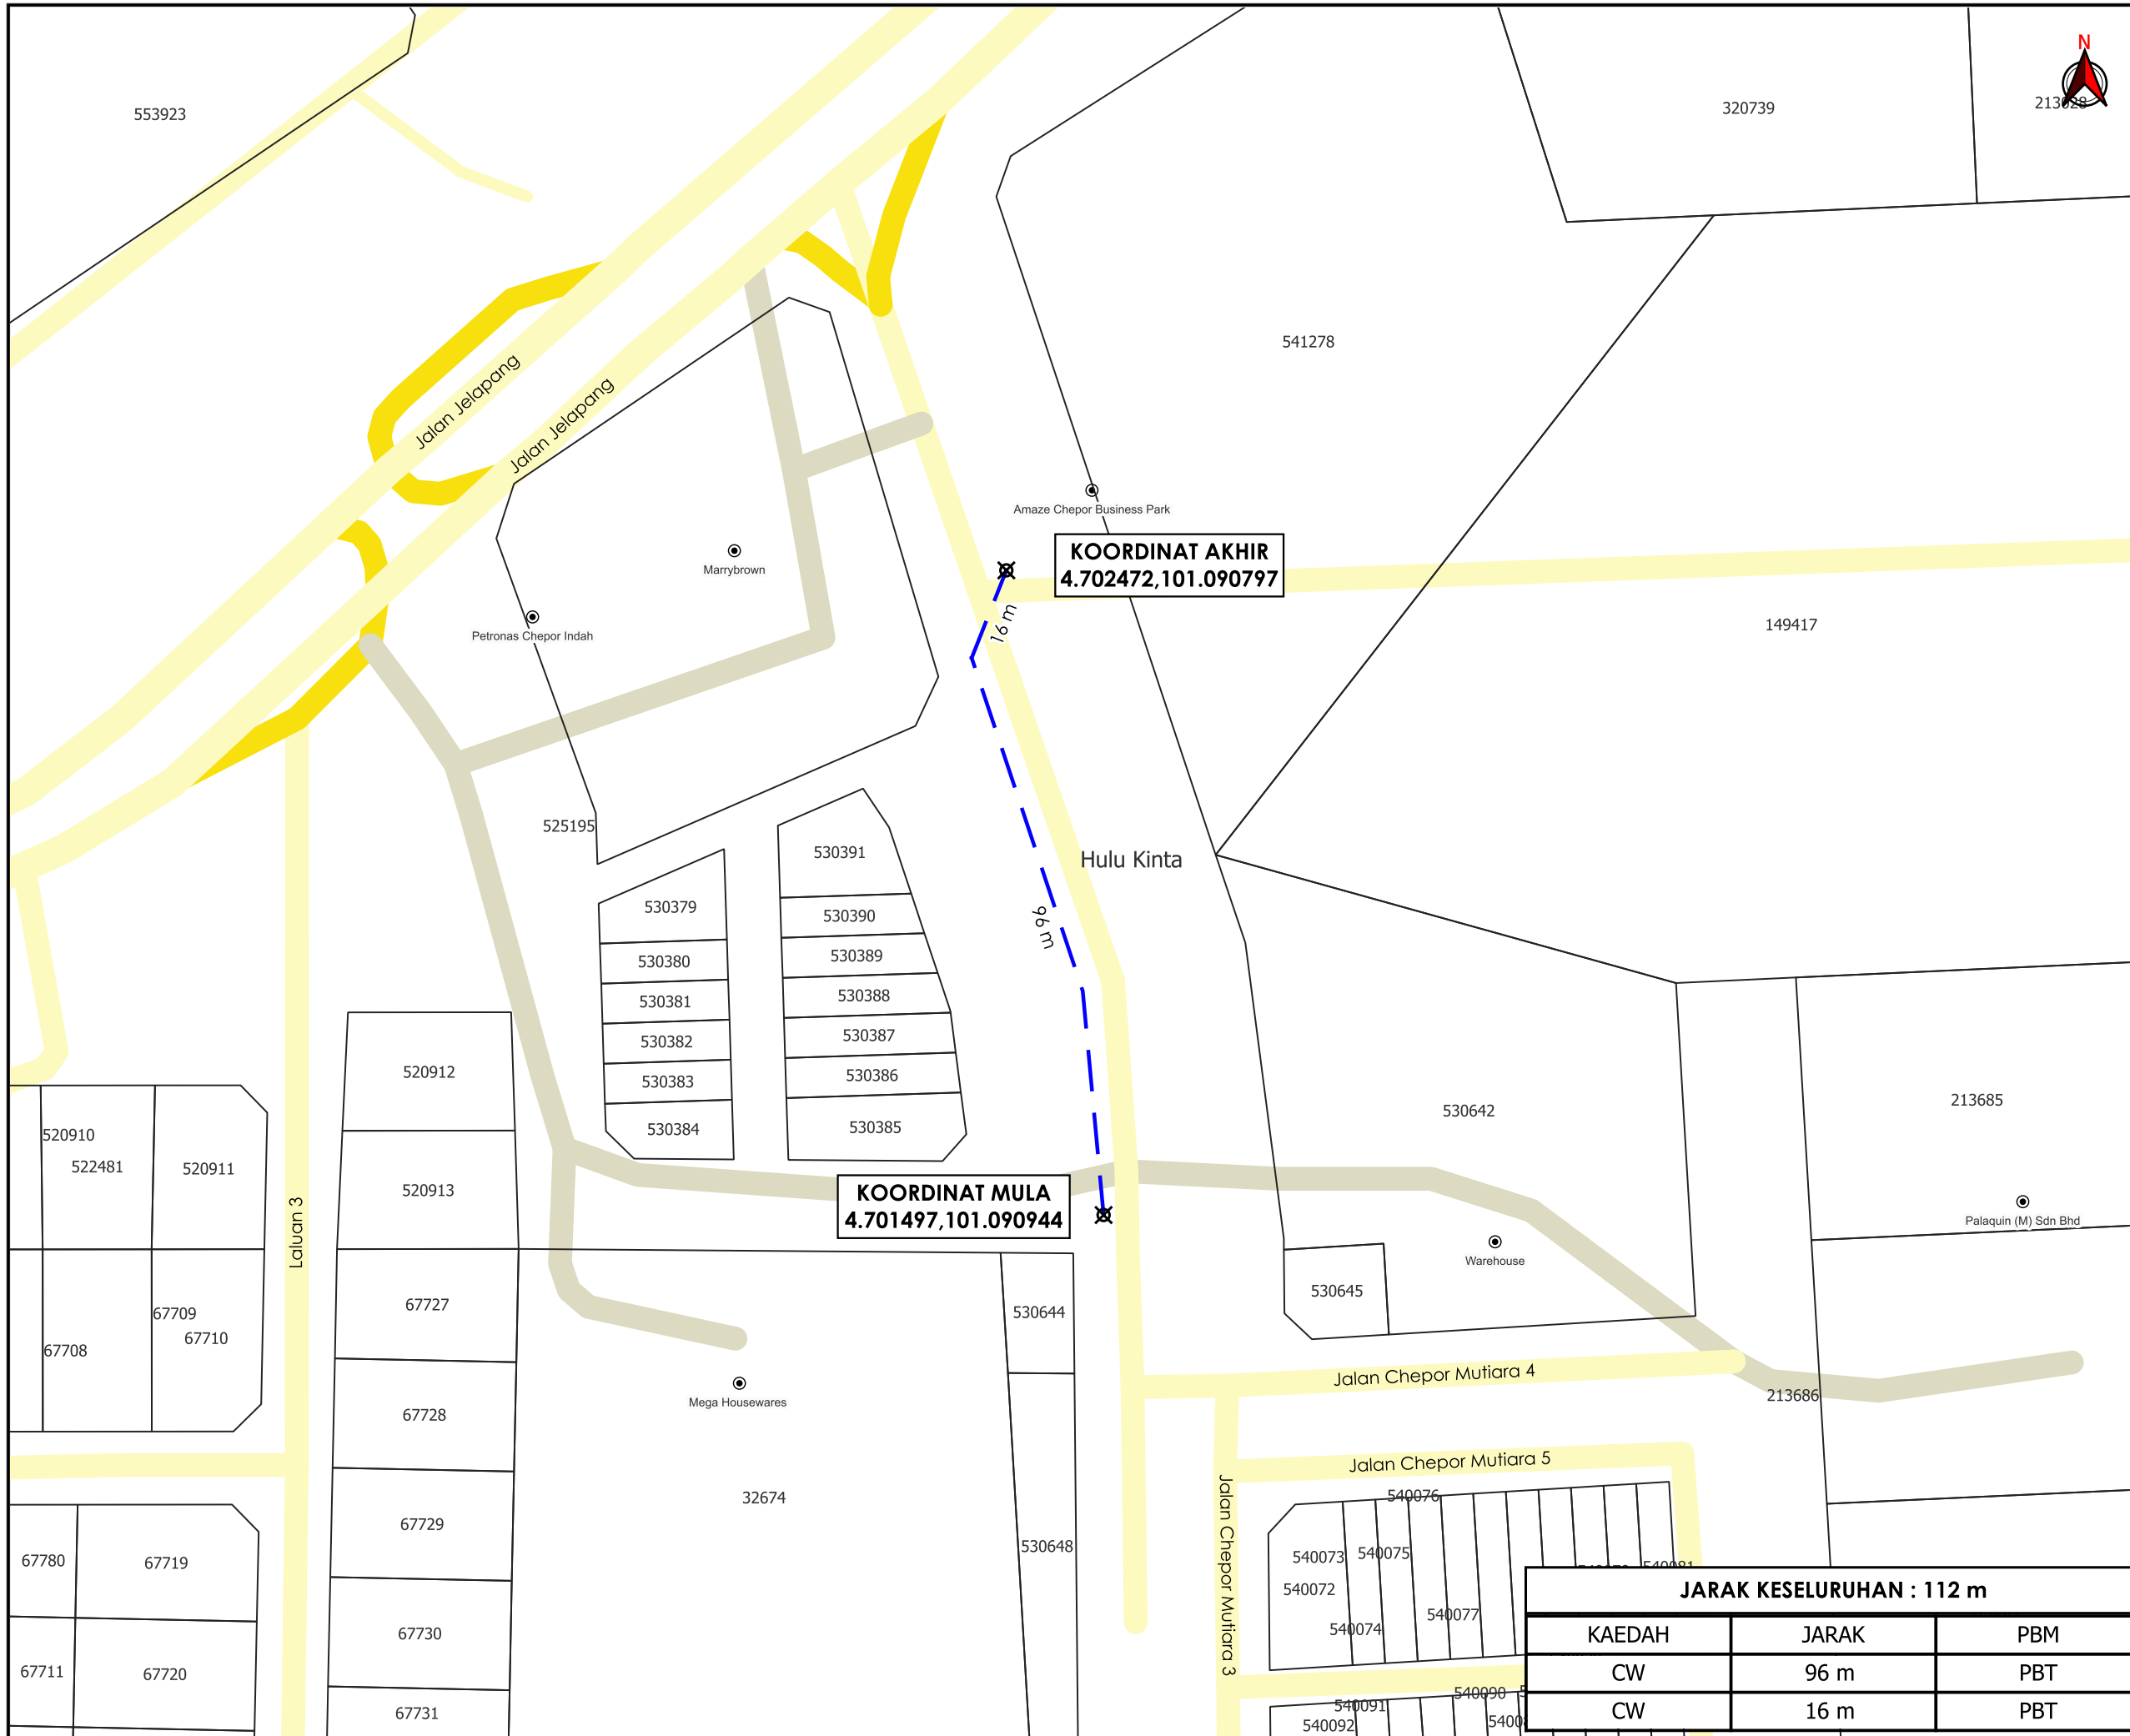 N
553923
320739
213028
541278
Jalan Jelapang
Jalan Jelapang
Amaze Chepor Business Park
KOORDINAT AKHIR
4.702472,101.090797
Marrybrown
Petronas Chepor Indah
16 m
149417
525195
530391
Hulu Kinta
530379
530390
96 m
530389
530380
530388
530381
530387
530382
530386
530383
530385
530384
520912
530642
213685
520910
522481
520911
520913
KOORDINAT MULA
4.701497,101.090944
Laluan 3
Palaquin (M) Sdn Bhd
Warehouse
67727
530645
530644
67709
67710
67708
Jalan Chepor Mutiara 4
213686
Mega Housewares
67728
Jalan Chepor Mutiara 5
32674
540076
67729
530648
Jalan Chepor Mutiara 3
540073
540075
540081
67780
67719
540072
540077
540074
67730
67711
67720
540090
540091
540092
67731
JARAK KESELURUHAN : 112 m
KAEDAH JARAK PBM
CW 96 m PBT
CW 16 m PBT